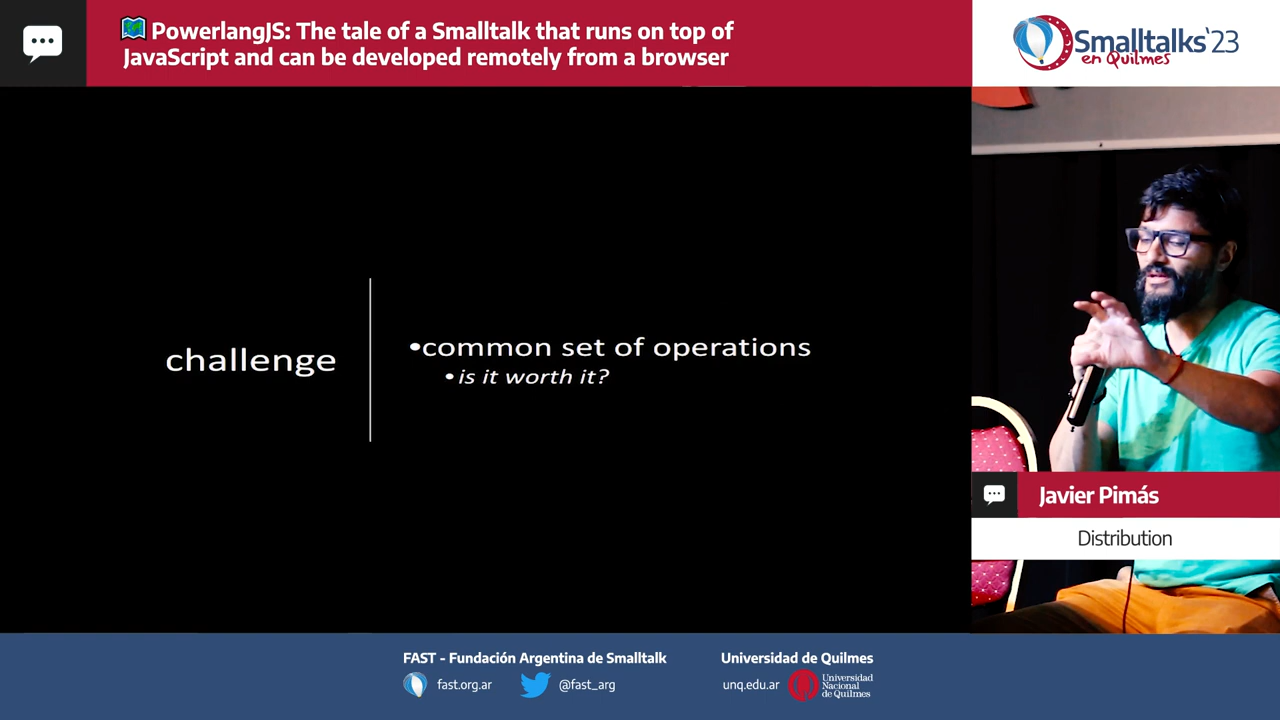 PowerlangJS: The tale of a Smalltalk that runs on top of
JavaScript and can be developed remotely from a browser
Smalltalks'23
en Quilmes
challenge
•common set of operations
•is it worth it?
Javier Pimás
Distribution
FAST - Fundación Argentina de Smalltalk
fast.org.ar
@fast_arg
Universidad de Quilmes
unq.edu.ar
Universidad
Nacional
de Quilmes